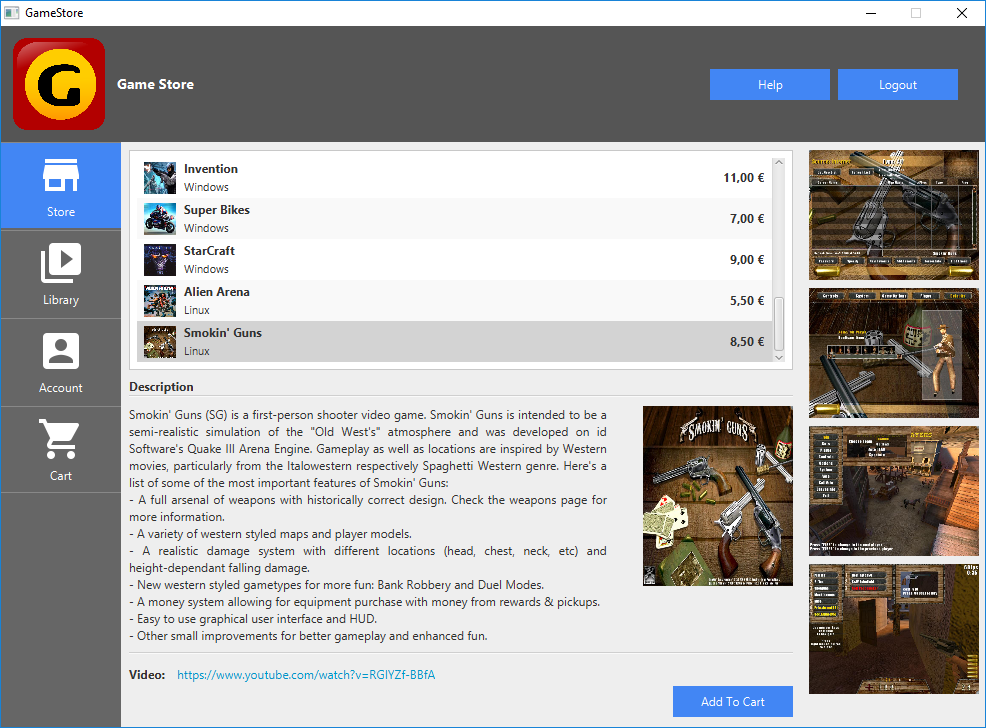 GameStore
G
Game Store
Help
Logout
Store
Library
Account
Cart
Invention
Windows
11,00 €
Super Bikes
Windows
7,00 €
StarCraft
Windows
9,00 €
Alien Arena
Linux
5,50 €
Smokin' Guns
Linux
8,50 €
Description
Smokin' Guns (SG) is a first-person shooter video game. Smokin' Guns is intended to be a
semi-realistic simulation of the "Old West's" atmosphere and was developed on id
Software's Quake III Arena Engine. Gameplay as well as locations are inspired by Western
movies, particularly from the Italowestern respectively Spaghetti Western genre. Here's a
list of some of the most important features of Smokin' Guns:
- A full arsenal of weapons with historically correct design. Check the weapons page for
more information.
- A variety of western styled maps and player models.
- A realistic damage system with different locations (head, chest, neck, etc) and
height-dependant falling damage.
- New western styled gametypes for more fun: Bank Robbery and Duel Modes.
- A money system allowing for equipment purchase with money from rewards & pickups.
- Easy to use graphical user interface and HUD.
- Other small improvements for better gameplay and enhanced fun.
SMOKIN' GUNS
Video: https://www.youtube.com/watch?v=RGlYZf-BBfA
Add To Cart